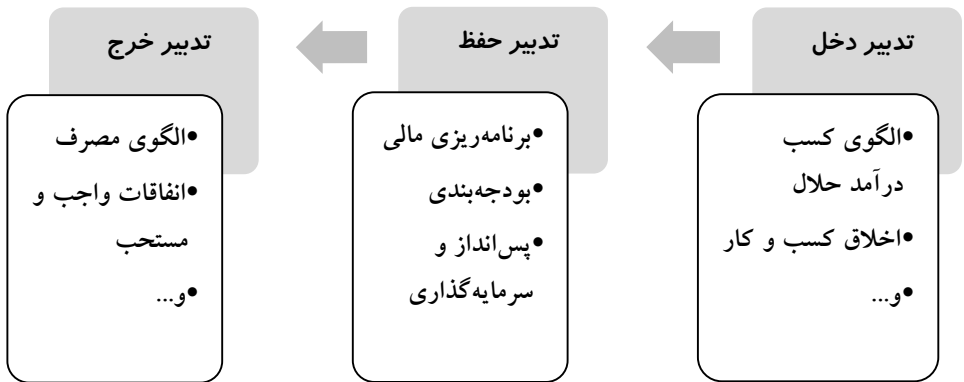 تدبیر دخل
•الگوی کسب
درآمد حلال
•اخلاق کسب و کار
•و...
تدبیر حفظ
•برنامه‌ریزی مالی
•بودجه‌بندی
•پس‌انداز و
سرمایه‌گذاری
تدبیر خرج
•الگوی مصرف
•انفاقات واجب و
مستحب
•و...